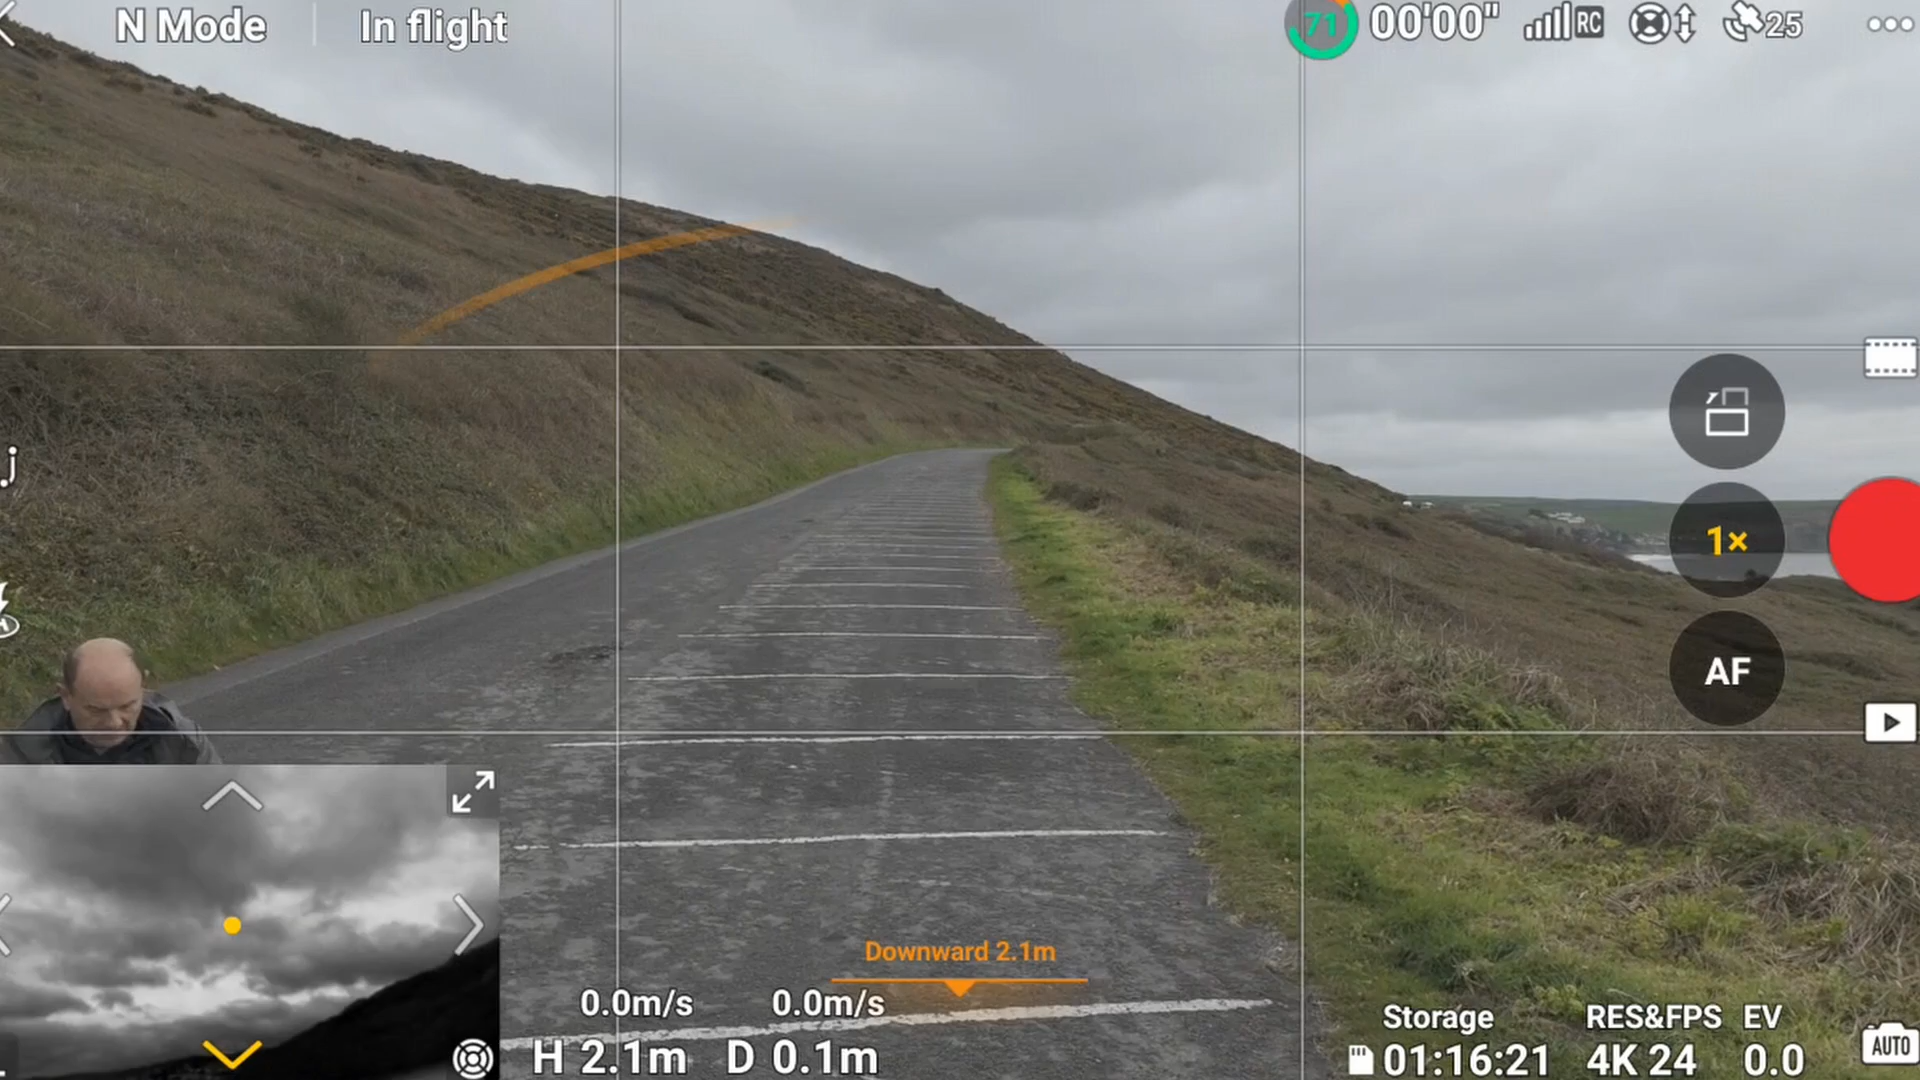 N Mode In flight 71 00'00" RC 25
1×
AF
Downward 2.1m
0.0m/s 0.0m/s
H 2.1m D 0.1m
Storage RES&FPS EV
01:16:21 4K 24 0.0
AUTO